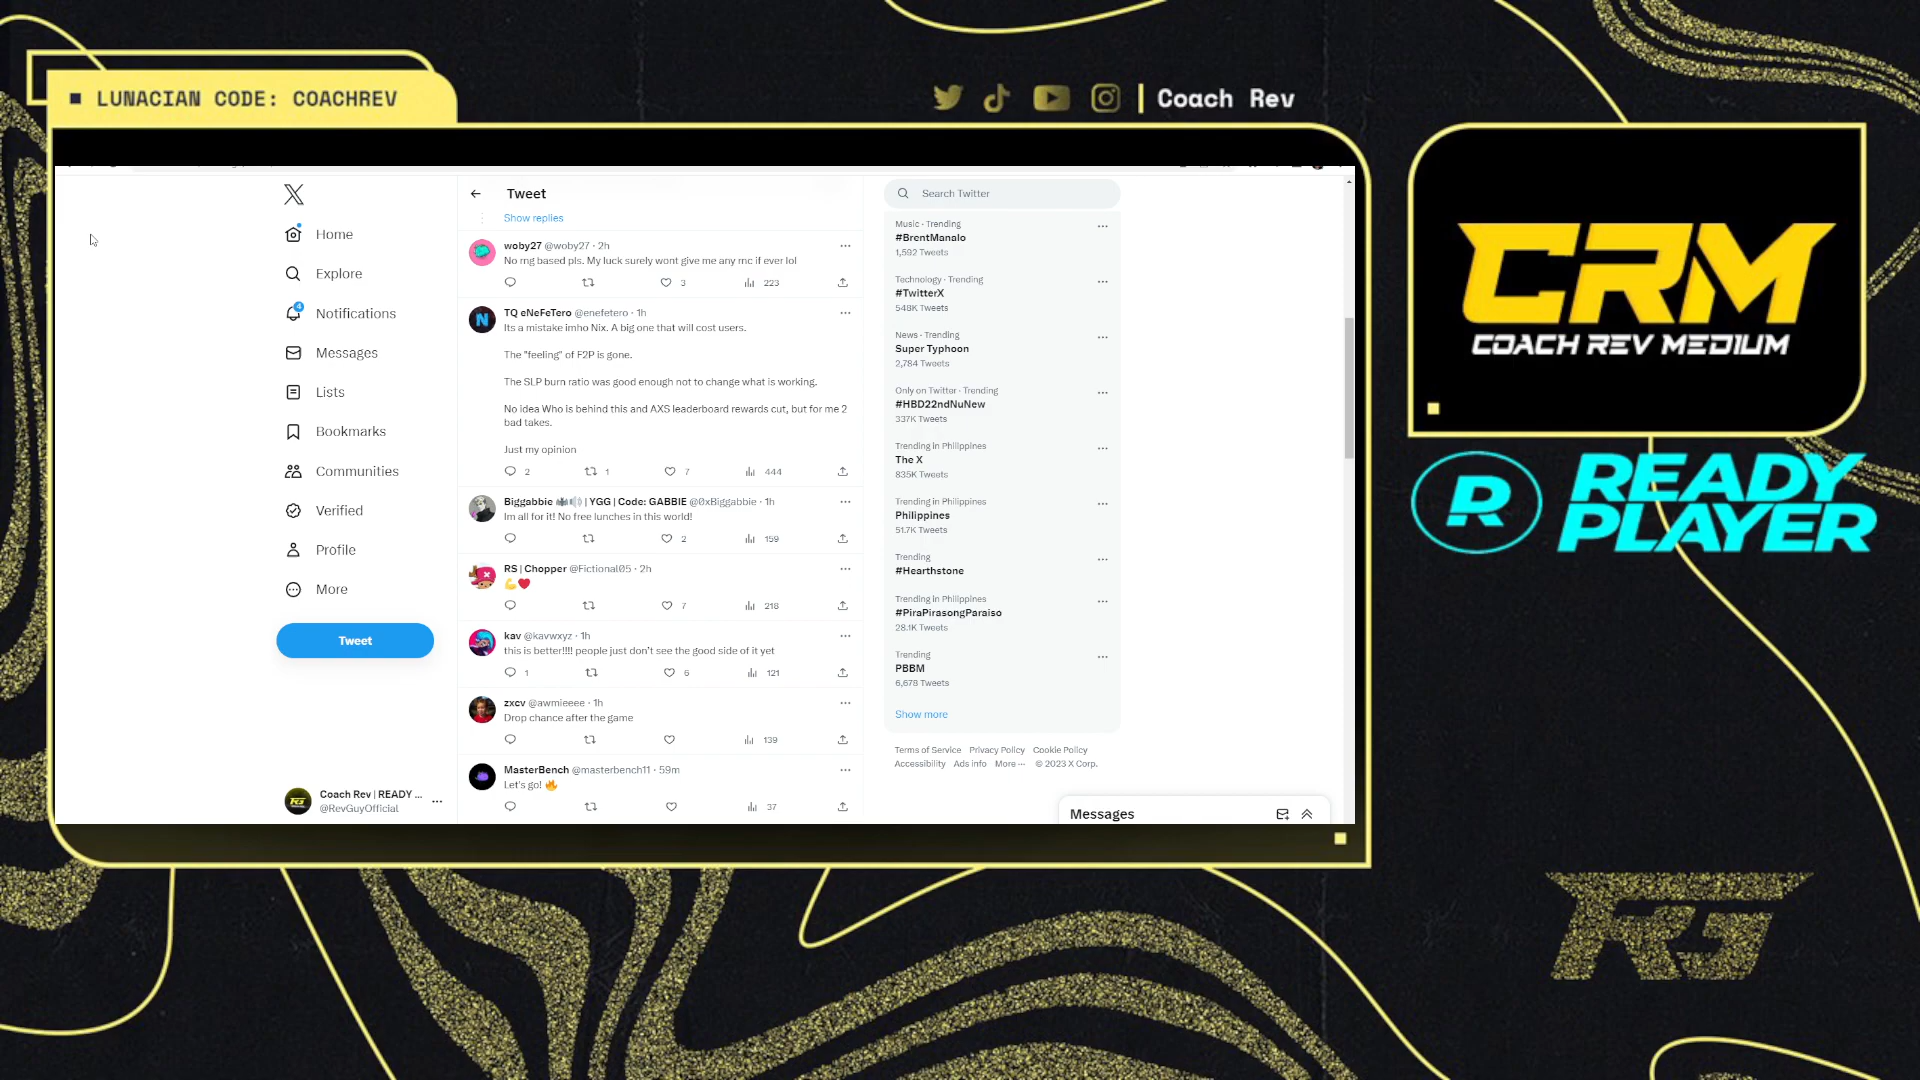 LUNACIAN CODE: COACHREV
Coach Rev
Home
Explore
4
Notifications
Messages
Lists
Bookmarks
Communities
Verified
Profile
More
Tweet
Coach Rev | READY ...
@RevGuyOfficial
Tweet
Show replies
woby27 @woby27 · 2h
No rng based pls. My luck surely wont give me any mc if ever lol
3 223
TQ eNeFeTero @enefetero · 1h
Its a mistake imho Nix. A big one that will cost users.
The "feeling" of F2P is gone.
The SLP burn ratio was good enough not to change what is working.
No idea Who is behind this and AXS leaderboard rewards cut, but for me 2
bad takes.
Just my opinion
2 1 7 444
Biggabbie | YGG | Code: GABBIE @0xBiggabbie · 1h
Im all for it! No free lunches in this world!
2 159
RS | Chopper @Fictional05 · 2h
💪❤️
7 218
kav @kavwxyz · 1h
this is better!!!! people just don't see the good side of it yet
1 6 121
zxcv @awmieeee · 1h
Drop chance after the game
139
MasterBench @masterbench11 · 59m
Let's go! 🔥
37
Search Twitter
Music · Trending
#BrentManalo
1,592 Tweets
Technology · Trending
#TwitterX
548K Tweets
News · Trending
Super Typhoon
2,784 Tweets
Only on Twitter · Trending
#HBD22ndNuNew
337K Tweets
Trending in Philippines
The X
835K Tweets
Trending in Philippines
Philippines
51.7K Tweets
Trending
#Hearthstone
Trending in Philippines
#PiraPirasongParaiso
28.1K Tweets
Trending
PBBM
6,678 Tweets
Show more
Terms of Service Privacy Policy Cookie Policy
Accessibility Ads info More ... © 2023 X Corp.
Messages
CRM
COACH REV MEDIUM
R READY
PLAYER